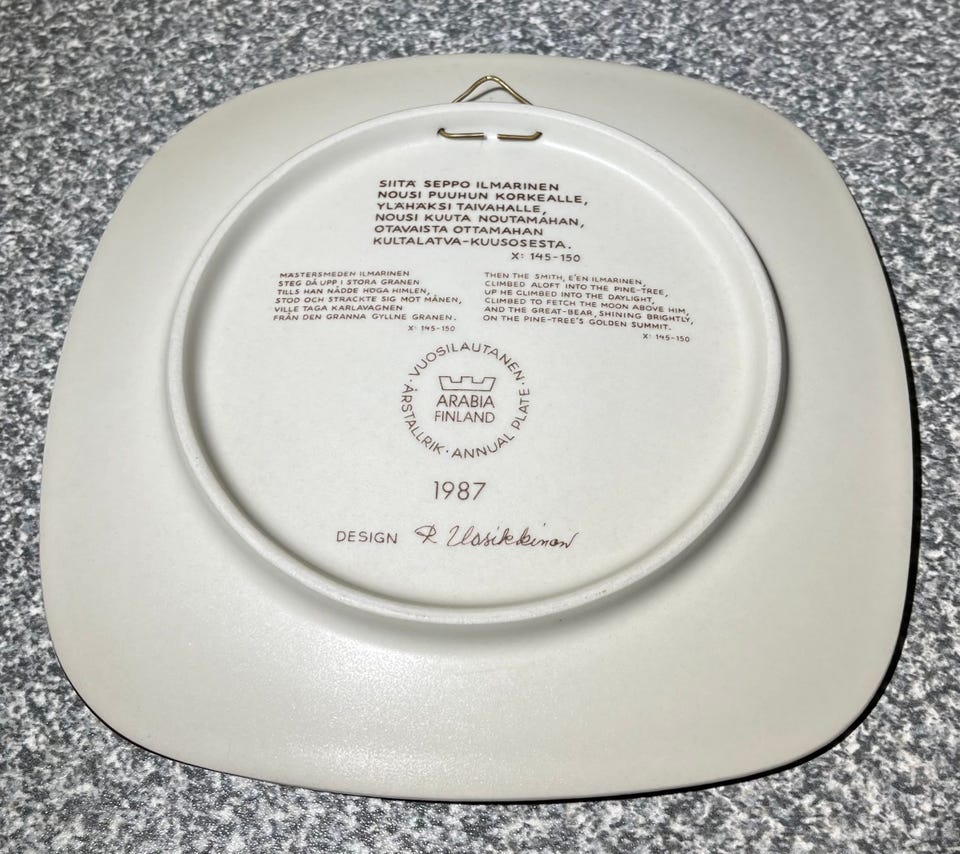 SIITÄ SEPPO ILMARINEN
NOUSI PUUHUN KORKEALLE,
YLÄHÄKSI TAIVAHALLE,
NOUSI KUUTA NOUTAMAHAN,
OTAVAISTA OTTAMAHAN
KULTALATVA-KUUSOSESTA.
X: 145-150
MÄSTERSMEDEN ILMARINEN
STEG DÅ UPP I STORA GRANEN
TILLS HAN NÅDDE HÖGA HIMLEN,
STOD OCH STRACKTE SIG MOT MÅNEN,
VILLE TAGA KARLAVAGNEN
FRÅN DEN GRANNA GYLLNE GRANEN.
X: 145-150
THEN THE SMITH, E'EN ILMARINEN,
CLIMBED ALOFT INTO THE PINE-TREE,
UP HE CLIMBED INTO THE DAYLIGHT,
CLIMBED TO FETCH THE MOON ABOVE HIM,
AND THE GREAT-BEAR, SHINING BRIGHTLY,
ON THE PINE-TREE'S GOLDEN SUMMIT.
X: 145-150
· VUOSILAUTANEN · ANNUAL PLATE · ÅRSTALLRIK
ARABIA
FINLAND
1987
DESIGN R Uosikkinen